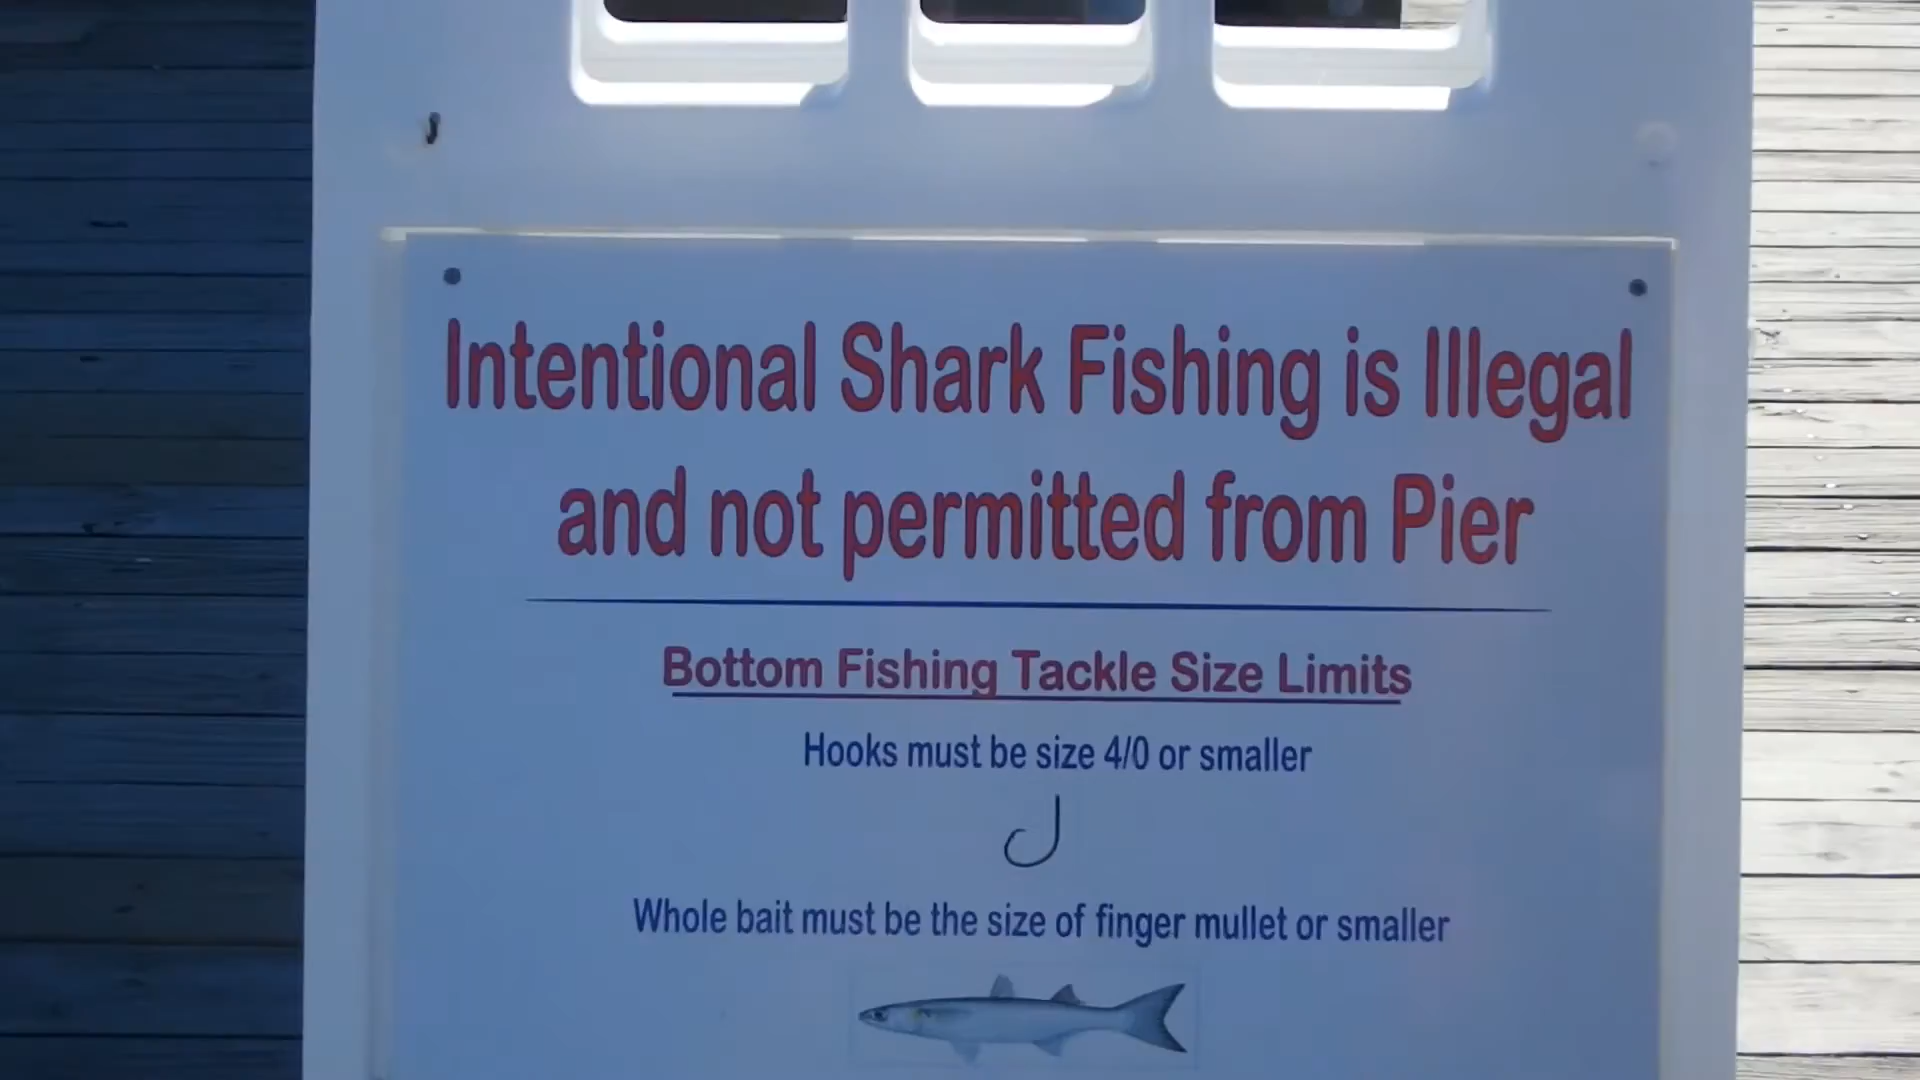 Intentional Shark Fishing is Illegal
and not permitted from Pier
Bottom Fishing Tackle Size Limits
Hooks must be size 4/0 or smaller
Whole bait must be the size of finger mullet or smaller